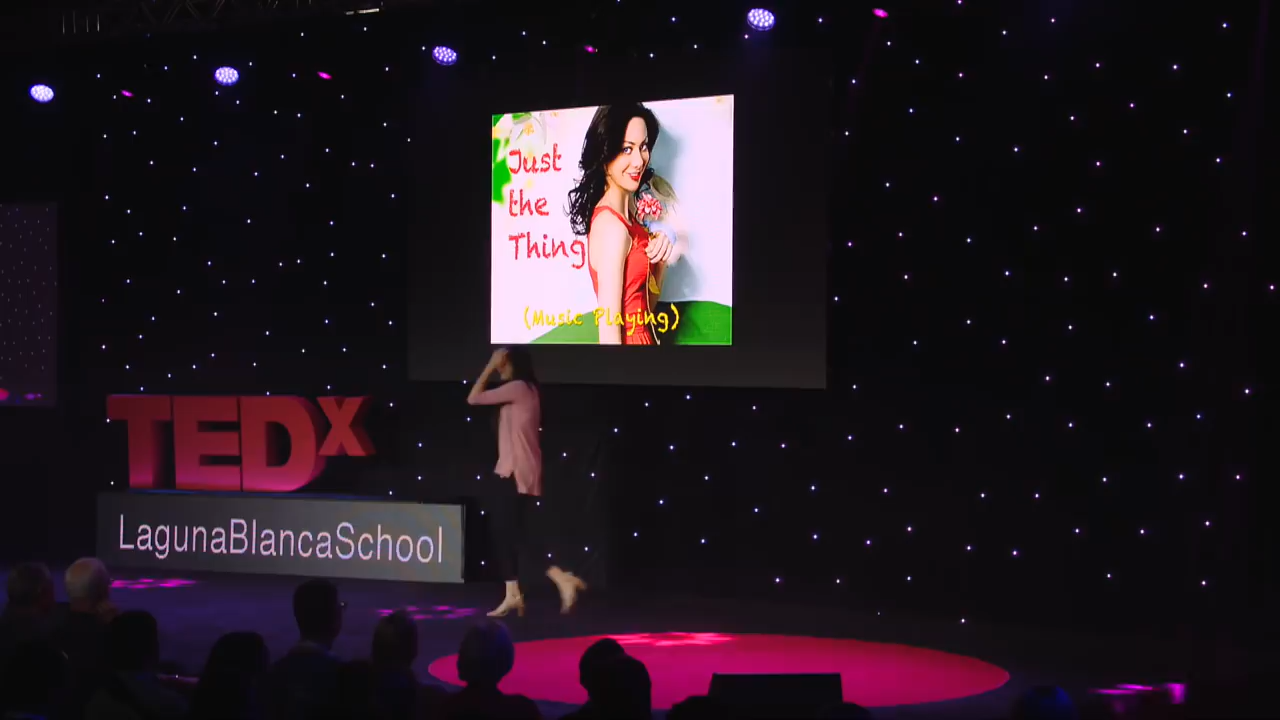 Just
the
Thing
(Music Playing)
TEDx
LagunaBlancaSchool